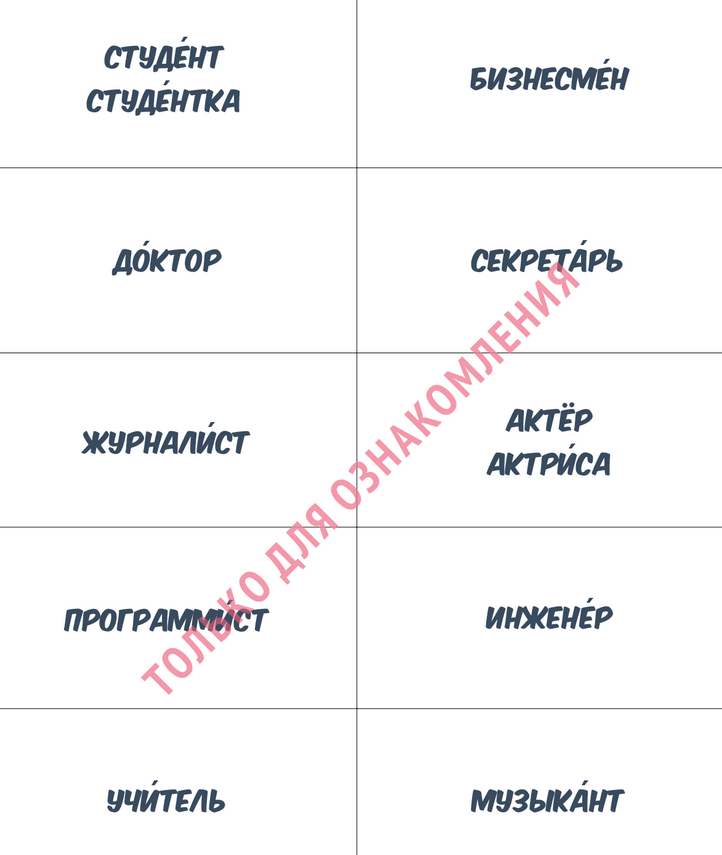 СТУДЕ́НТ
СТУДЕ́НТКА
БИЗНЕСМЕ́Н
ДО́КТОР
СЕКРЕТА́РЬ
ЖУРНАЛИ́СТ
АКТЁР
АКТРИ́СА
ПРОГРАММИ́СТ
ИНЖЕНЕ́Р
УЧИ́ТЕЛЬ
МУЗЫКА́НТ
ТОЛЬКО ДЛЯ ОЗНАКОМЛЕНИЯ